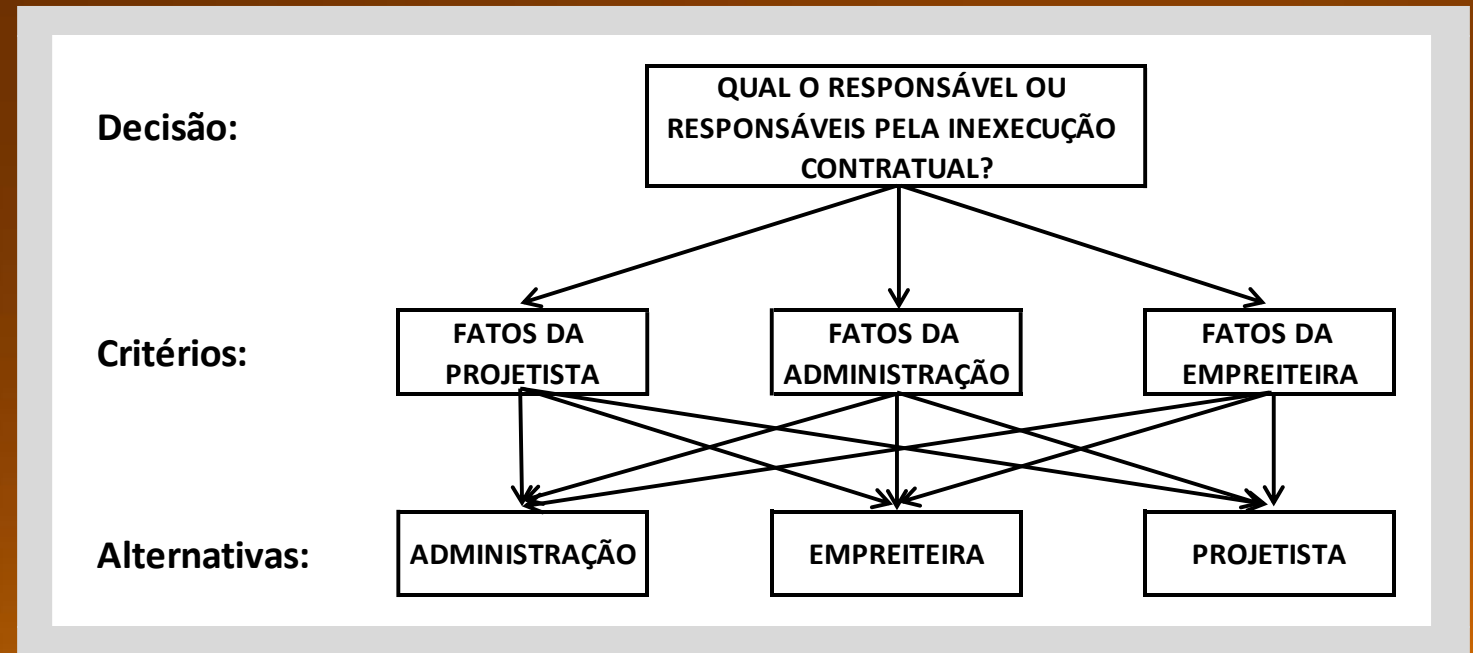 Decisão:
QUAL O RESPONSÁVEL OU
RESPONSÁVEIS PELA INEXECUÇÃO
CONTRATUAL?
Critérios:
FATOS DA
PROJETISTA
FATOS DA
ADMINISTRAÇÃO
FATOS DA
EMPREITEIRA
Alternativas:
ADMINISTRAÇÃO
EMPREITEIRA
PROJETISTA